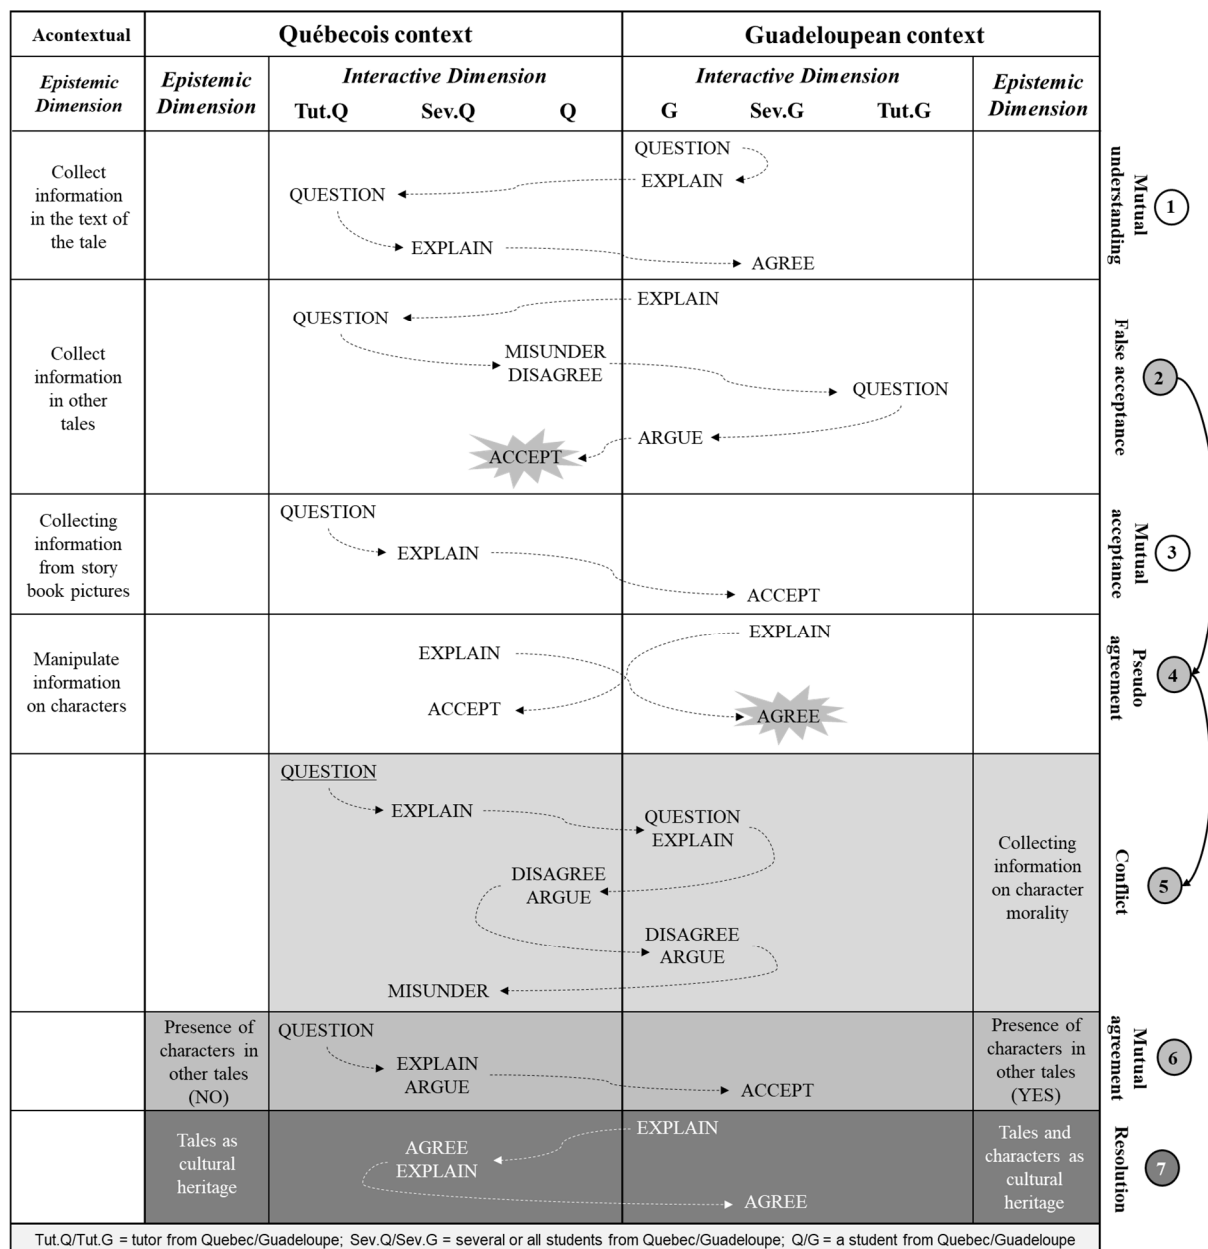 Acontextual
Québecois context
Guadeloupean context
Epistemic
Dimension
Epistemic
Dimension
Interactive Dimension
Tut.Q Sev.Q Q
Interactive Dimension
G Sev.G Tut.G
Epistemic
Dimension
Collect
information
in the text of
the tale
QUESTION
EXPLAIN
QUESTION
EXPLAIN
AGREE
Mutual
understanding
1
Collect
information
in other
tales
EXPLAIN
QUESTION
MISUNDER
DISAGREE
QUESTION
ARGUE
ACCEPT
False acceptance
2
Collecting
information
from story
book pictures
QUESTION
EXPLAIN
ACCEPT
Mutual
acceptance
3
Manipulate
information
on characters
EXPLAIN
EXPLAIN
ACCEPT
AGREE
Pseudo
agreement
4
QUESTION
EXPLAIN
QUESTION
EXPLAIN
DISAGREE
ARGUE
DISAGREE
ARGUE
MISUNDER
Collecting
information
on character
morality
Conflict
5
Presence of
characters in
other tales
(NO)
QUESTION
EXPLAIN
ARGUE
ACCEPT
Presence of
characters in
other tales
(YES)
Mutual
agreement
6
Tales as
cultural
heritage
EXPLAIN
AGREE
EXPLAIN
AGREE
Tales and
characters as
cultural
heritage
Resolution
7
Tut.Q/Tut.G = tutor from Quebec/Guadeloupe; Sev.Q/Sev.G = several or all students from Quebec/Guadeloupe; Q/G = a student from Quebec/Guadeloupe